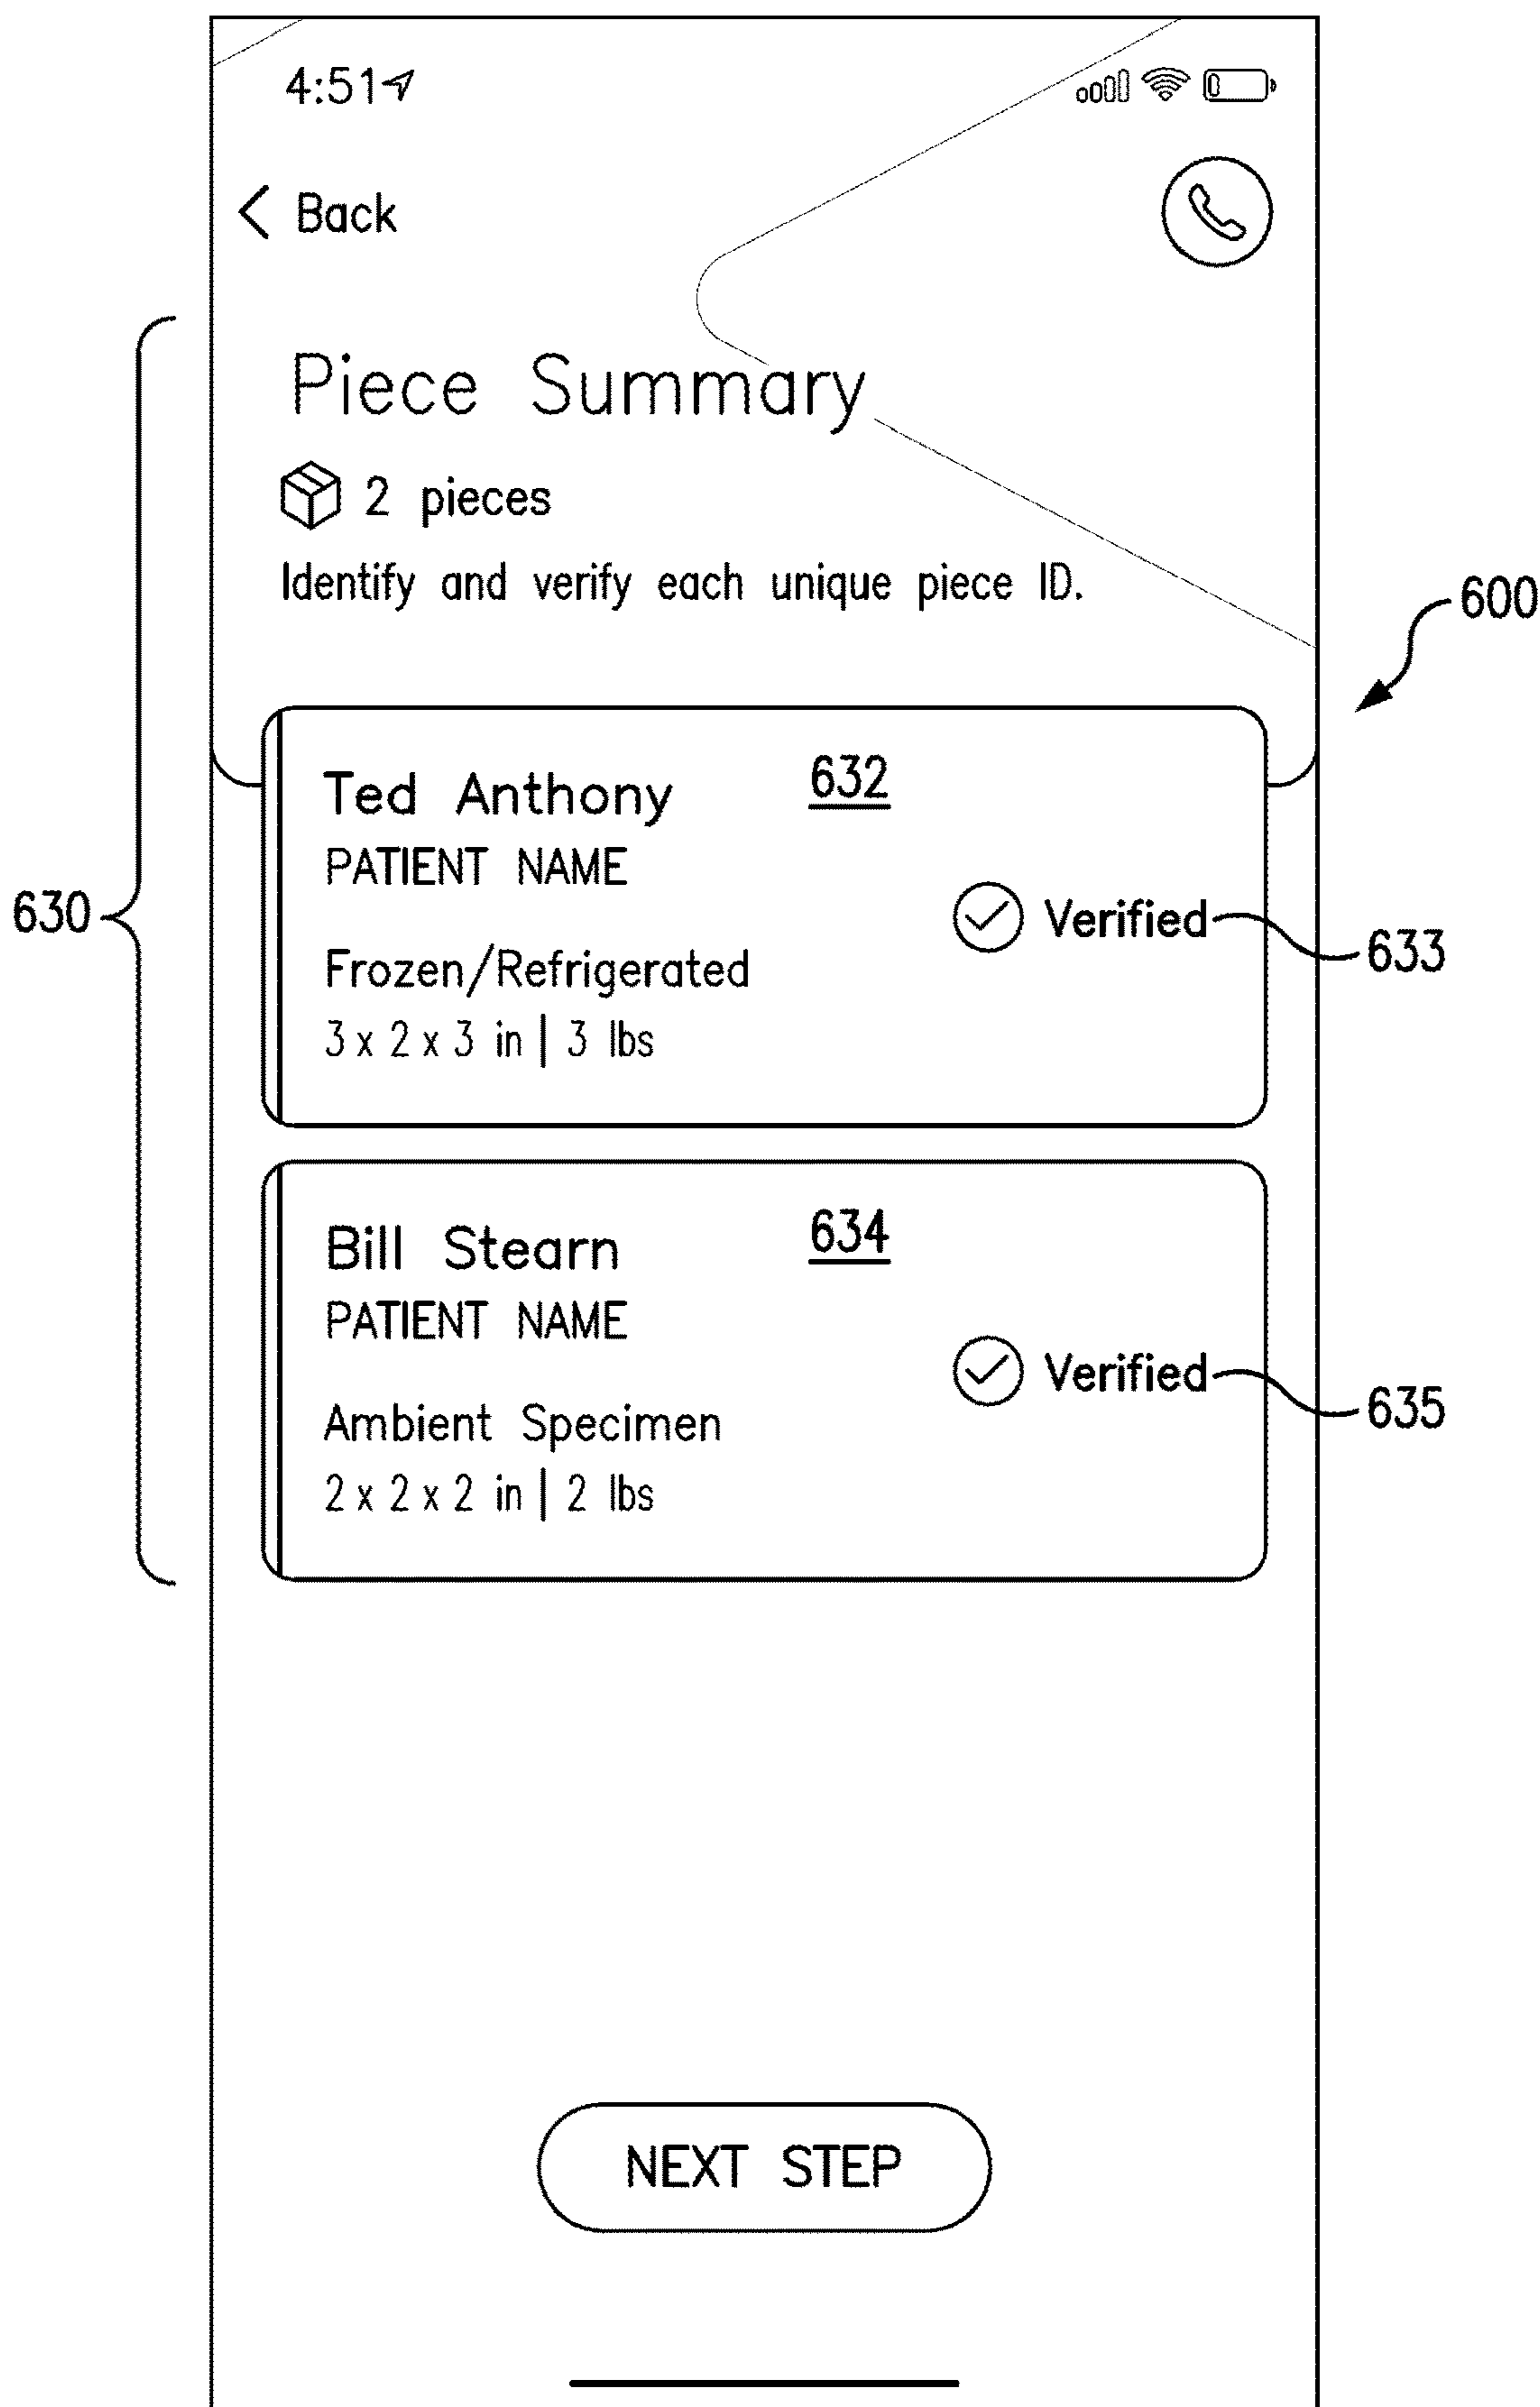 4:51
Back
Piece Summary
2 pieces
Identify and verify each unique piece ID.
600
630
Ted Anthony 632
PATIENT NAME
Verified 633
Frozen/Refrigerated
3 x 2 x 3 in | 3 lbs
Bill Stearn 634
PATIENT NAME
Verified 635
Ambient Specimen
2 x 2 x 2 in | 2 lbs
NEXT STEP